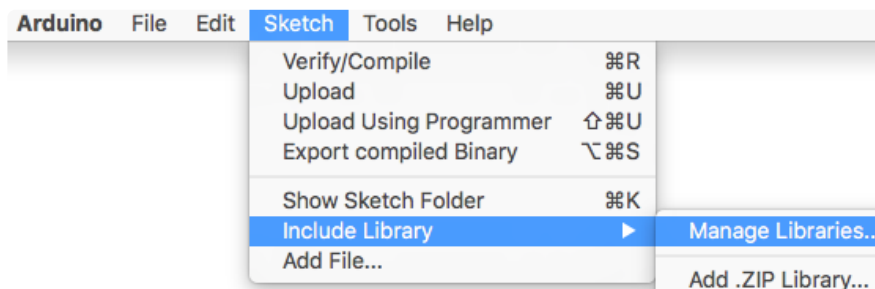 Arduino File Edit Sketch Tools Help
Verify/Compile ⌘R
Upload ⌘U
Upload Using Programmer ⇧⌘U
Export compiled Binary ⌥⌘S
Show Sketch Folder ⌘K
Include Library ▶ Manage Libraries..
Add File...
Add .ZIP Library...